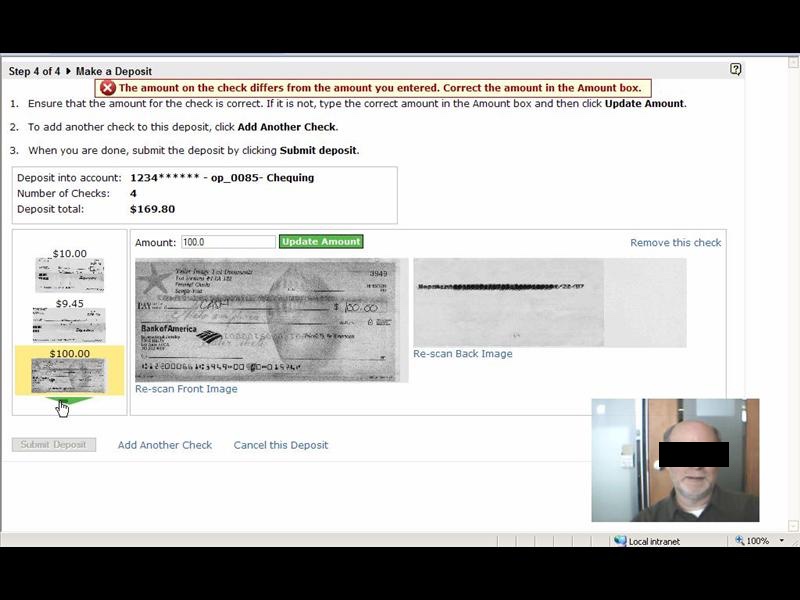 Step 4 of 4 ▸ Make a Deposit
The amount on the check differs from the amount you entered. Correct the amount in the Amount box.
1. Ensure that the amount for the check is correct. If it is not, type the correct amount in the Amount box and then click Update Amount.
2. To add another check to this deposit, click Add Another Check.
3. When you are done, submit the deposit by clicking Submit deposit.
Deposit into account: 1234****** - op_0085- Chequing
Number of Checks: 4
Deposit total: $169.80
$10.00
$9.45
$100.00
Amount: 100.0 Update Amount
Remove this check
3949
$ 100.00
Bank of America
Re-scan Front Image
Re-scan Back Image
Submit Deposit Add Another Check Cancel this Deposit
Local intranet 100%